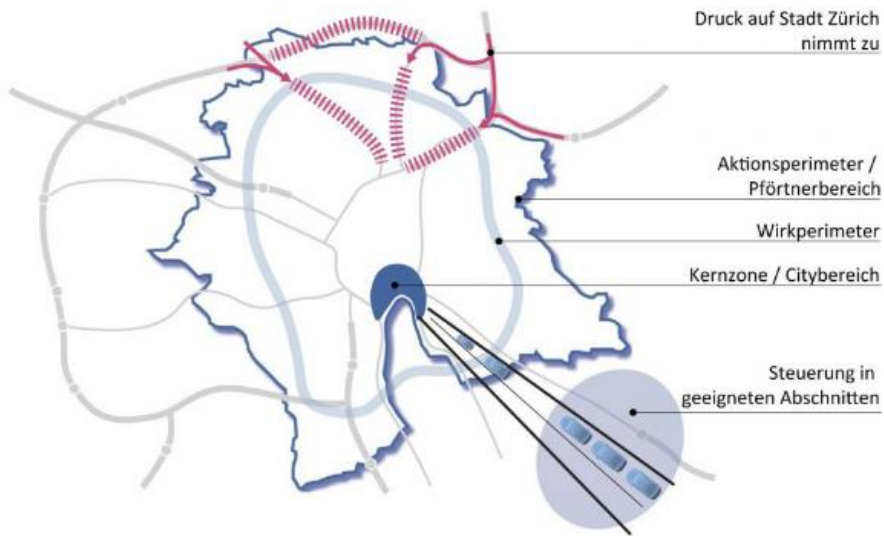 Druck auf Stadt Zürich
nimmt zu
Aktionsperimeter /
Pförtnerbereich
Wirkperimeter
Kernzone / Citybereich
Steuerung in
geeigneten Abschnitten